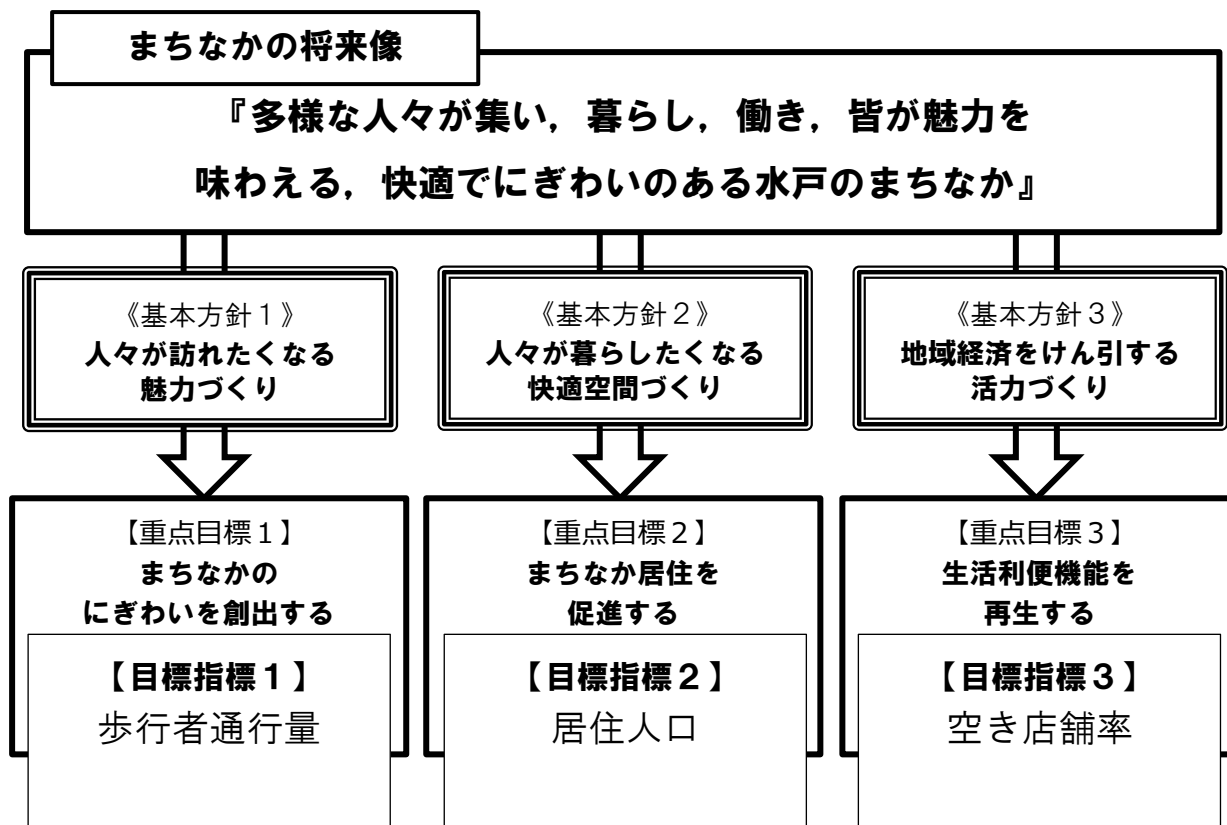 まちなかの将来像
『多様な人々が集い，暮らし，働き，皆が魅力を
味わえる，快適でにぎわいのある水戸のまちなか』
《基本方針１》
人々が訪れたくなる
魅力づくり
《基本方針２》
人々が暮らしたくなる
快適空間づくり
《基本方針３》
地域経済をけん引する
活力づくり
【重点目標１】
まちなかの
にぎわいを創出する
【目標指標１】
歩行者通行量
【重点目標２】
まちなか居住を
促進する
【目標指標２】
居住人口
【重点目標３】
生活利便機能を
再生する
【目標指標３】
空き店舗率